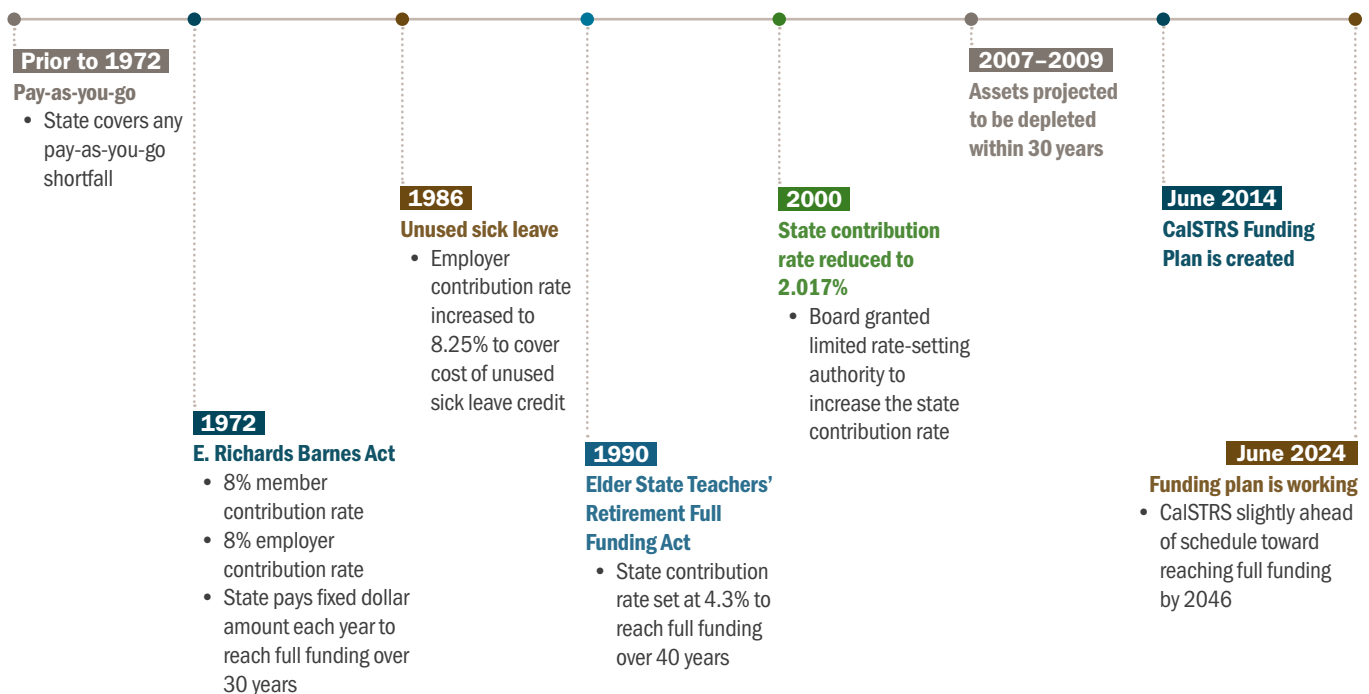 Prior to 1972
Pay-as-you-go
• State covers any
pay-as-you-go
shortfall
1972
E. Richards Barnes Act
• 8% member
contribution rate
• 8% employer
contribution rate
• State pays fixed dollar
amount each year to
reach full funding over
30 years
1986
Unused sick leave
• Employer
contribution rate
increased to
8.25% to cover
cost of unused
sick leave credit
1990
Elder State Teachers’
Retirement Full
Funding Act
• State contribution
rate set at 4.3% to
reach full funding
over 40 years
2000
State contribution
rate reduced to
2.017%
• Board granted
limited rate-setting
authority to
increase the state
contribution rate
2007–2009
Assets projected
to be depleted
within 30 years
June 2014
CalSTRS Funding
Plan is created
June 2024
Funding plan is working
• CalSTRS slightly ahead
of schedule toward
reaching full funding
by 2046